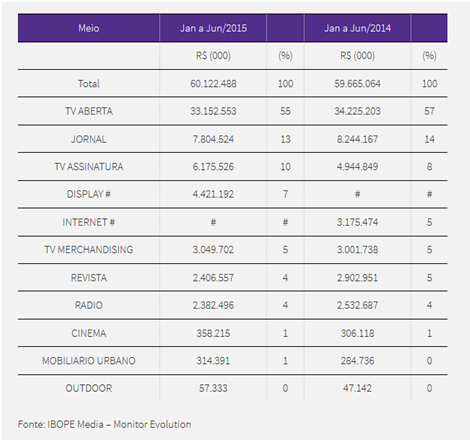 Meio Jan a Jun/2015 Jan a Jun/2014
R$ (000) (%) R$ (000) (%)
Total 60.122.488 100 59.665.064 100
TV ABERTA 33.152.553 55 34.225.203 57
JORNAL 7.804.524 13 8.244.167 14
TV ASSINATURA 6.175.526 10 4.944.849 8
DISPLAY # 4.421.192 7 # #
INTERNET # # # 3.175.474 5
TV MERCHANDISING 3.049.702 5 3.001.738 5
REVISTA 2.406.557 4 2.902.951 5
RADIO 2.382.496 4 2.532.687 4
CINEMA 358.215 1 306.118 1
MOBILIARIO URBANO 314.391 1 284.736 0
OUTDOOR 57.333 0 47.142 0
Fonte: IBOPE Media – Monitor Evolution